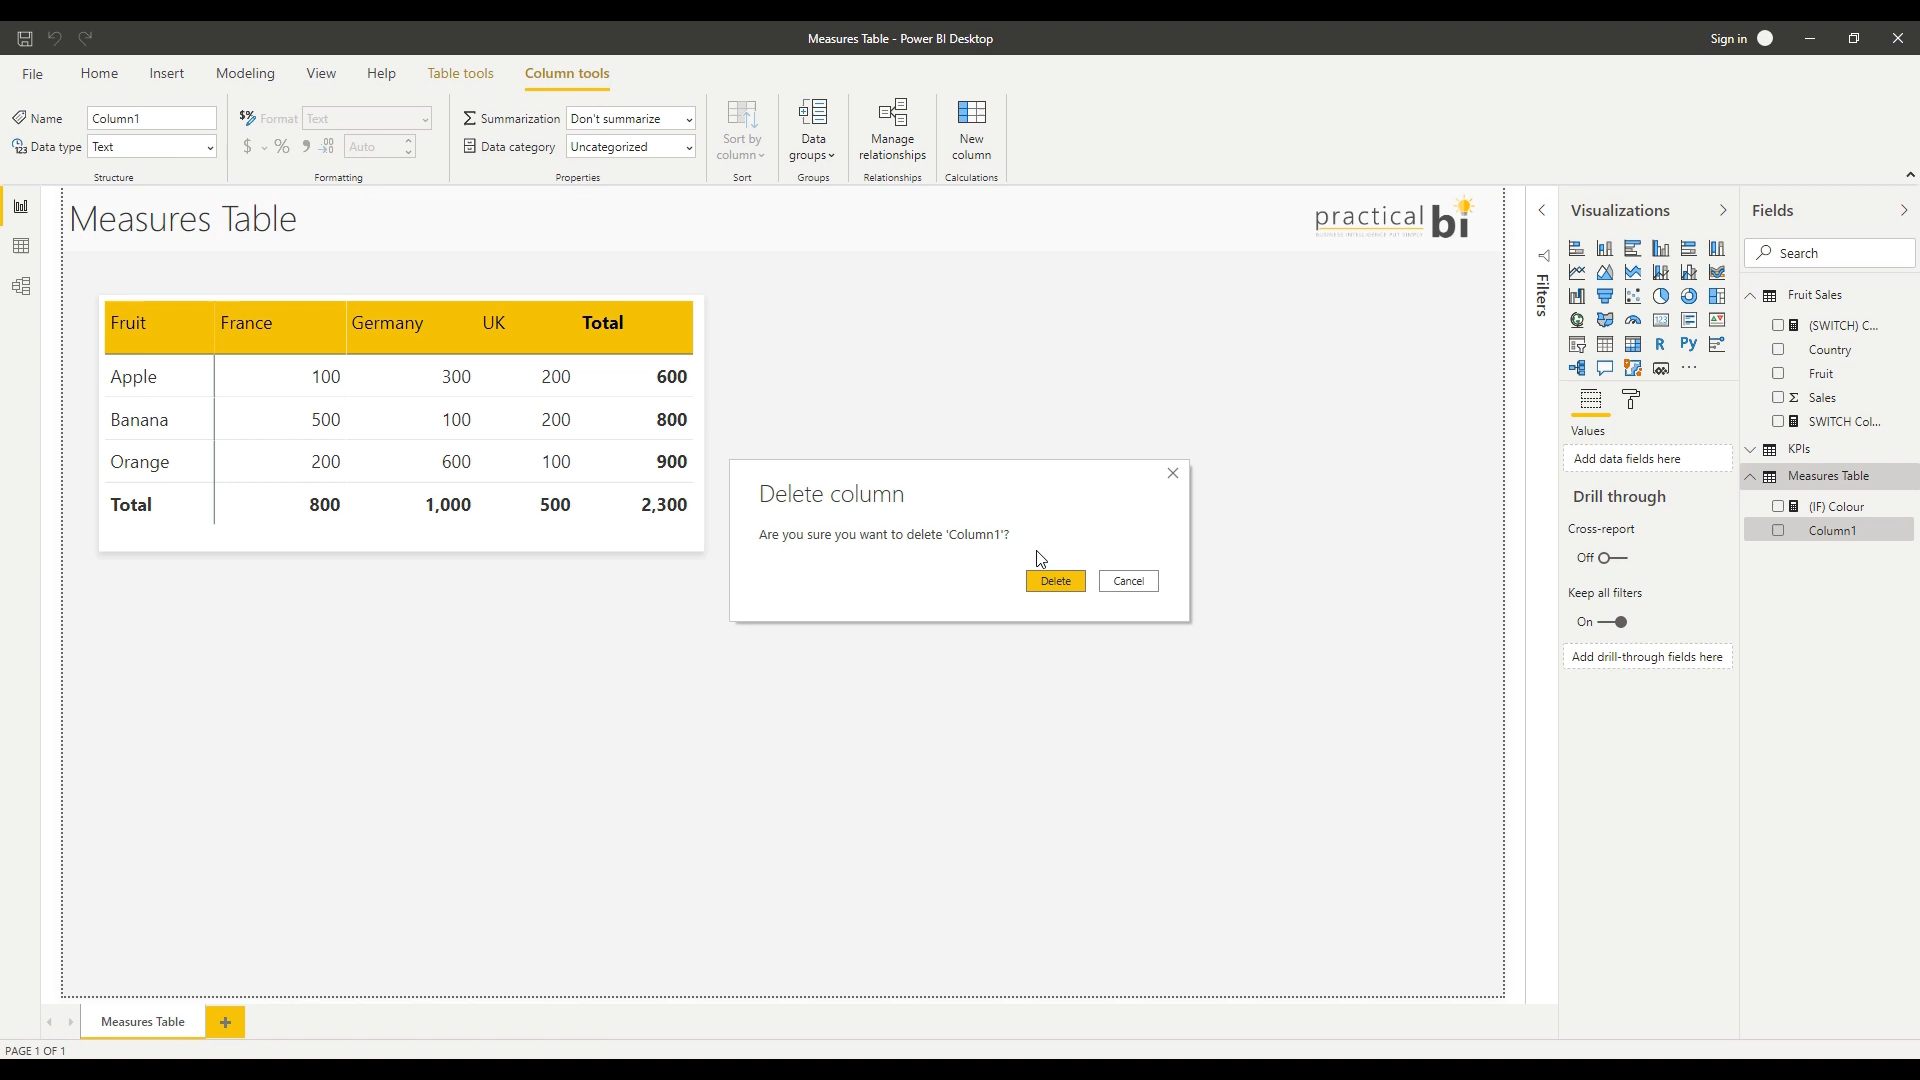 Measures Table - Power BI Desktop
Sign in
File Home Insert Modeling View Help Table tools Column tools
Name Column1
Data type Text
Structure
$% Format Text
$ % 9 .00 Auto
Formatting
Σ Summarization Don't summarize
Data category Uncategorized
Properties
Sort by
column
Sort
Data
groups
Groups
Manage
relationships
Relationships
New
column
Calculations
Measures Table
practical bi
Fruit France Germany UK Total
Apple 100 300 200 600
Banana 500 100 200 800
Orange 200 600 100 900
Total 800 1,000 500 2,300
Delete column
Are you sure you want to delete 'Column1'?
Delete Cancel
Filters
Visualizations
R Py
123
Values
Add data fields here
Drill through
Cross-report
Off
Keep all filters
On
Add drill-through fields here
Fields
Search
Fruit Sales
(SWITCH) C...
Country
Fruit
Σ Sales
SWITCH Col...
KPIs
Measures Table
(IF) Colour
Column1
Measures Table +
PAGE 1 OF 1